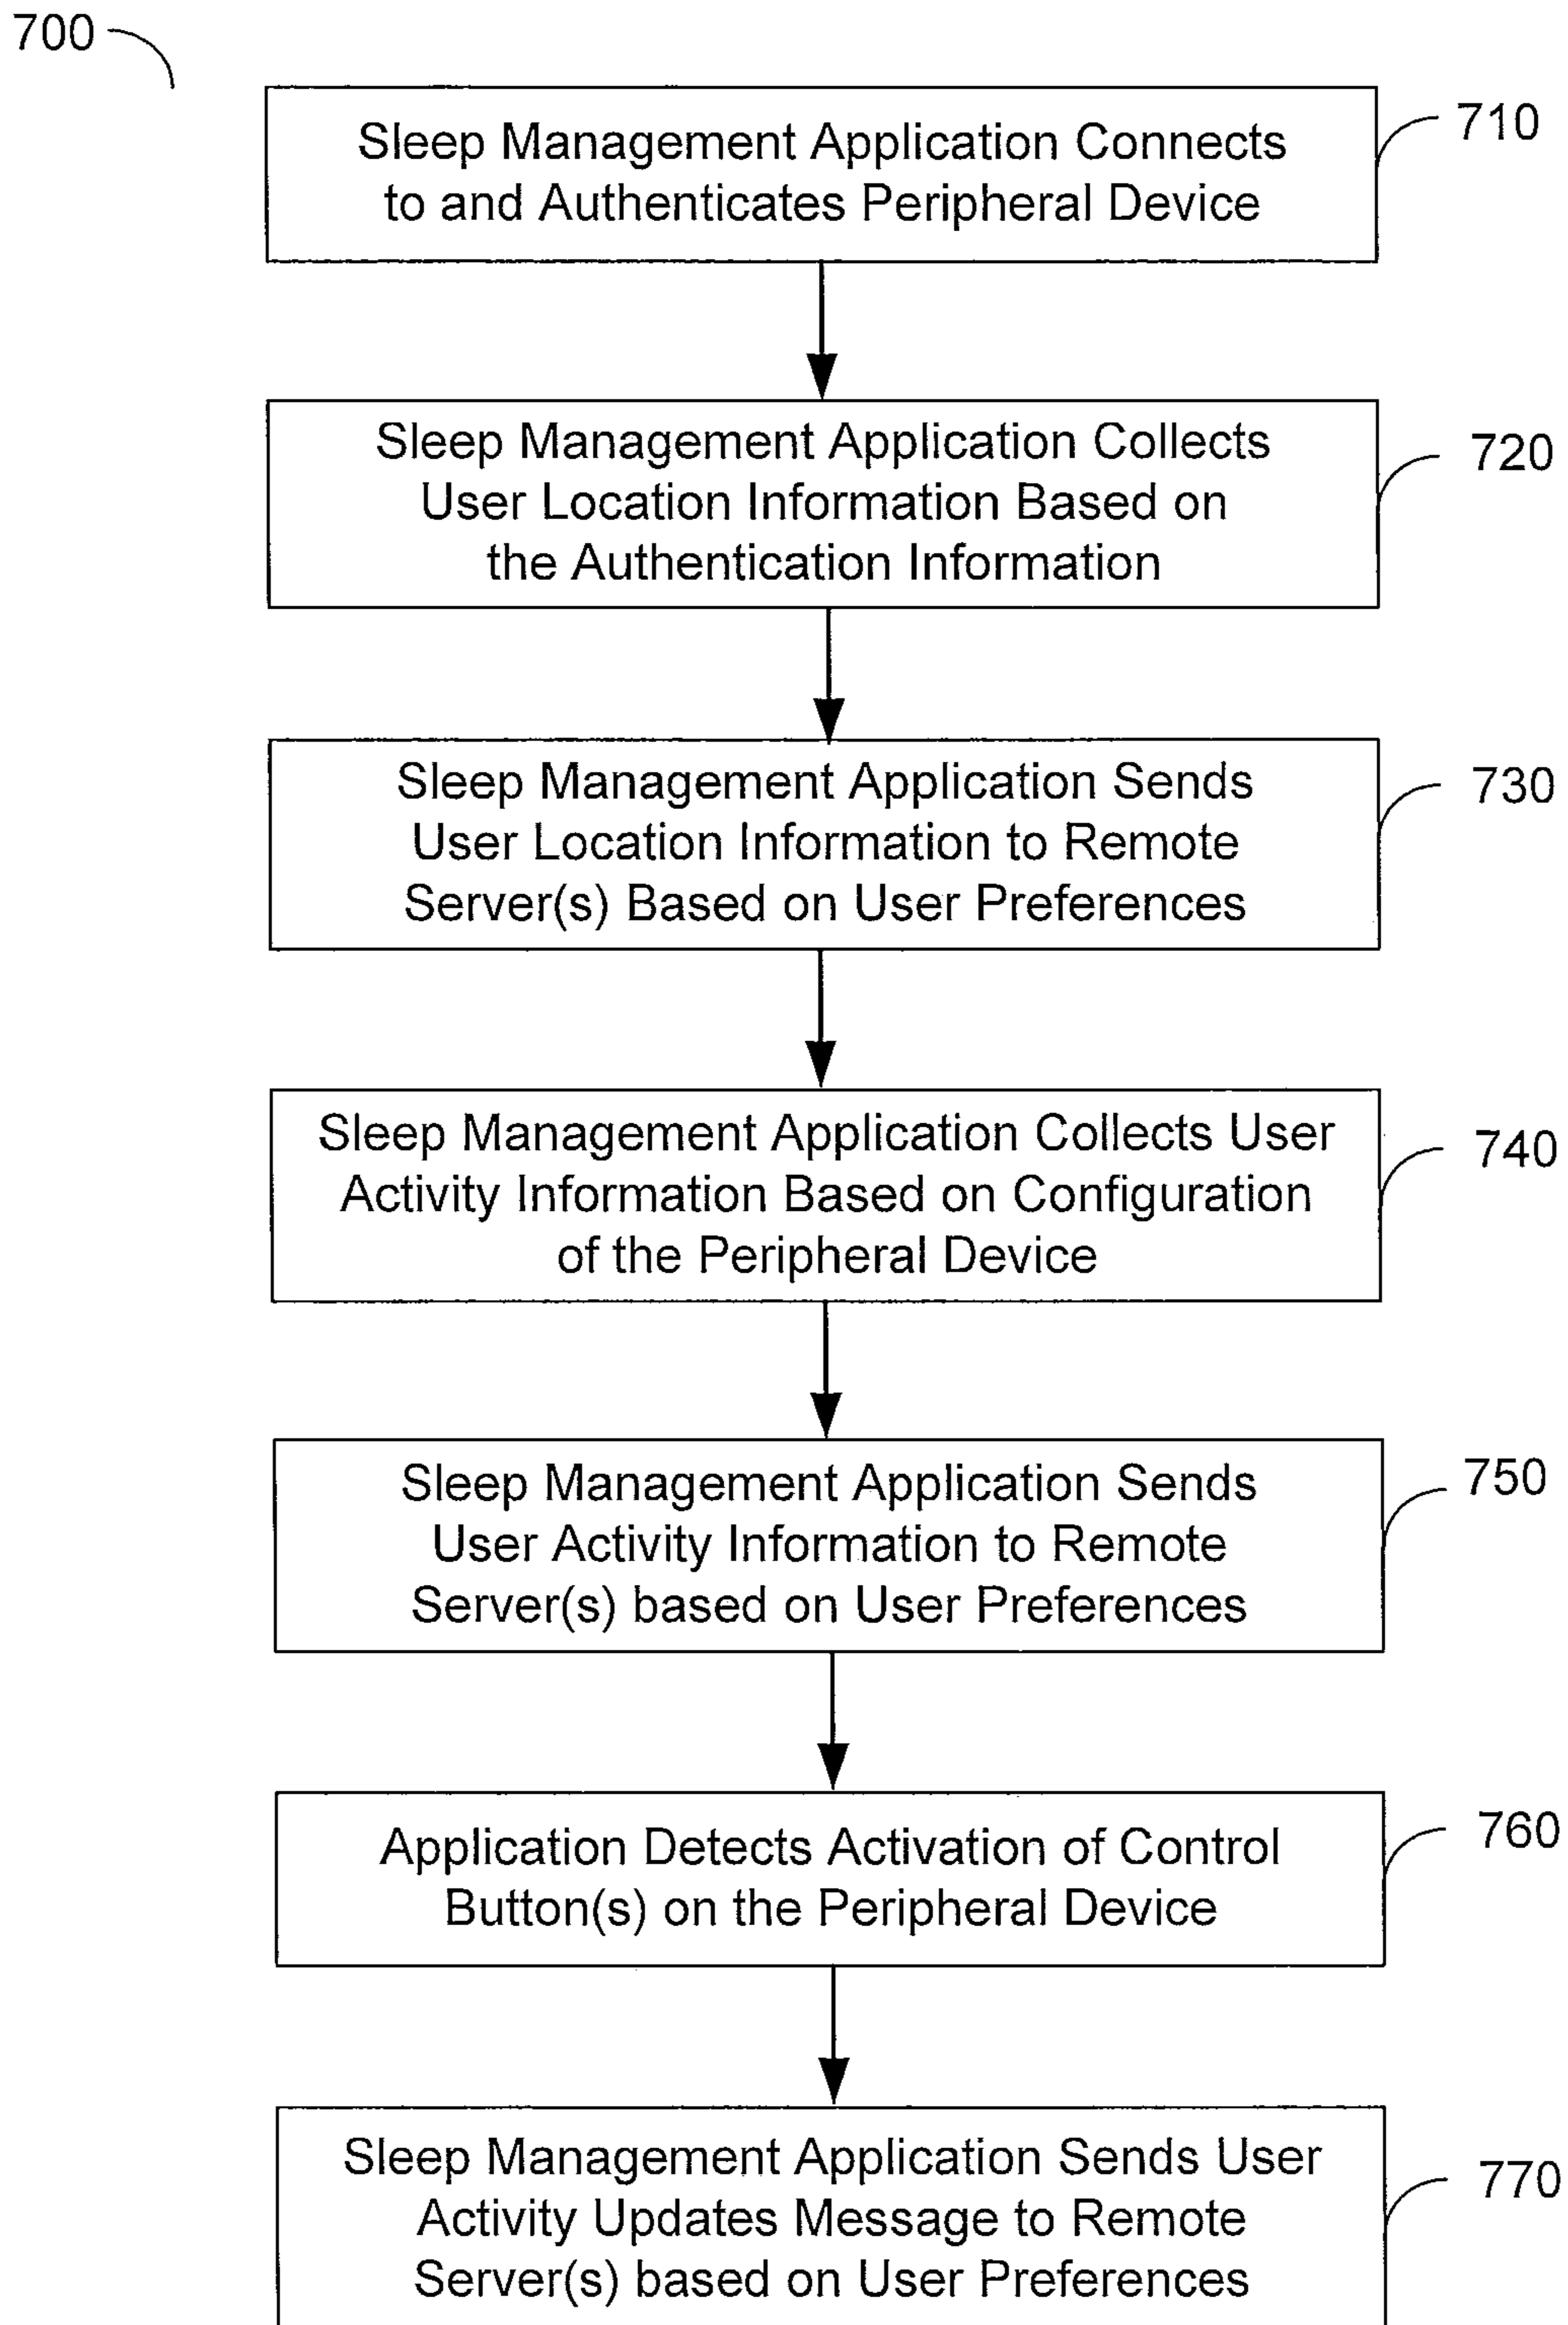 700
Sleep Management Application Connects
to and Authenticates Peripheral Device
710
Sleep Management Application Collects
User Location Information Based on
the Authentication Information
720
Sleep Management Application Sends
User Location Information to Remote
Server(s) Based on User Preferences
730
Sleep Management Application Collects User
Activity Information Based on Configuration
of the Peripheral Device
740
Sleep Management Application Sends
User Activity Information to Remote
Server(s) based on User Preferences
750
Application Detects Activation of Control
Button(s) on the Peripheral Device
760
Sleep Management Application Sends User
Activity Updates Message to Remote
Server(s) based on User Preferences
770